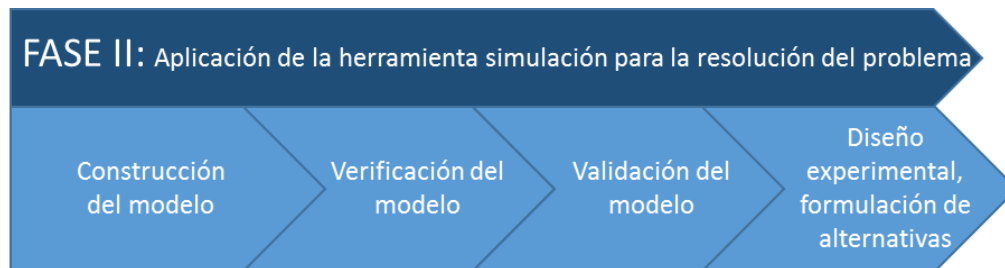 FASE II: Aplicación de la herramienta simulación para la resolución del problema
Construcción
del modelo
Verificación del
modelo
Validación del
modelo
Diseño
experimental,
formulación de
alternativas